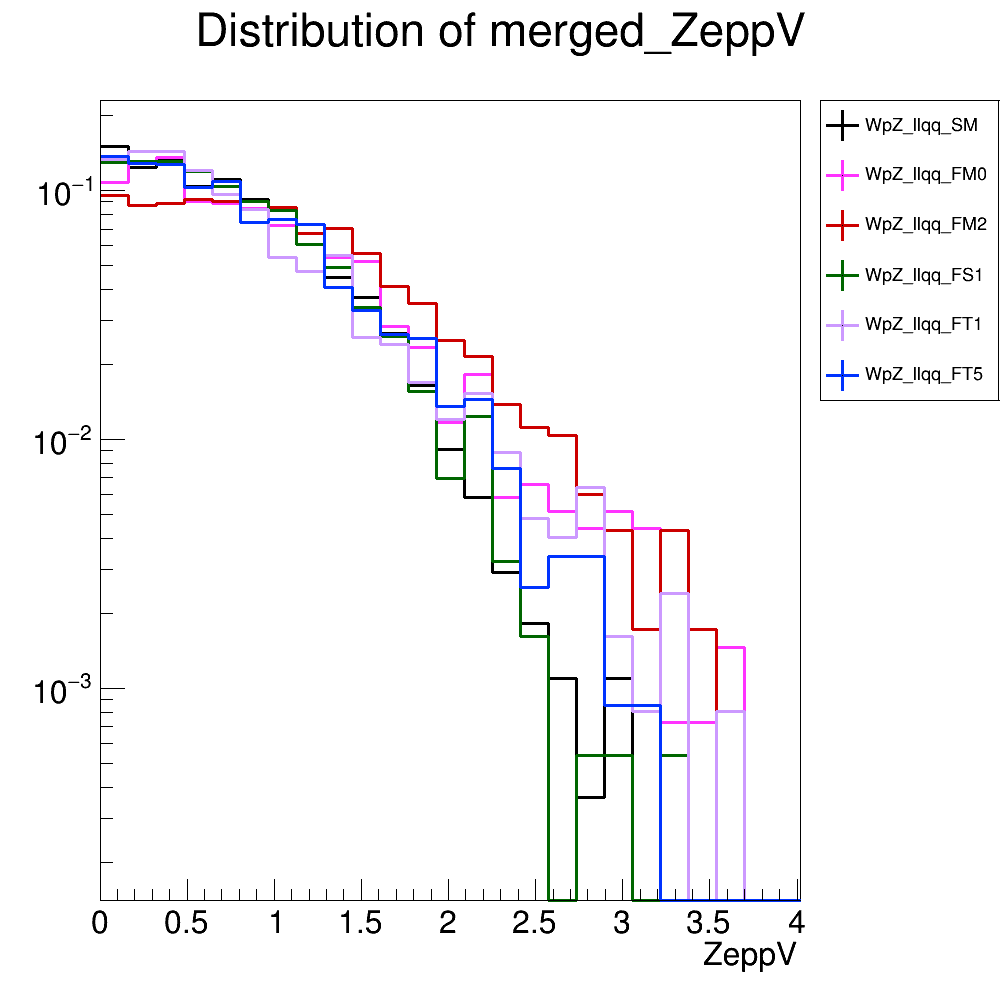 Distribution of merged_ZeppV
WpZ_llqq_SM
WpZ_llqq_FM0
WpZ_llqq_FM2
WpZ_llqq_FS1
WpZ_llqq_FT1
WpZ_llqq_FT5
10⁻¹
10⁻²
10⁻³
0 0.5 1 1.5 2 2.5 3 3.5 4
ZeppV